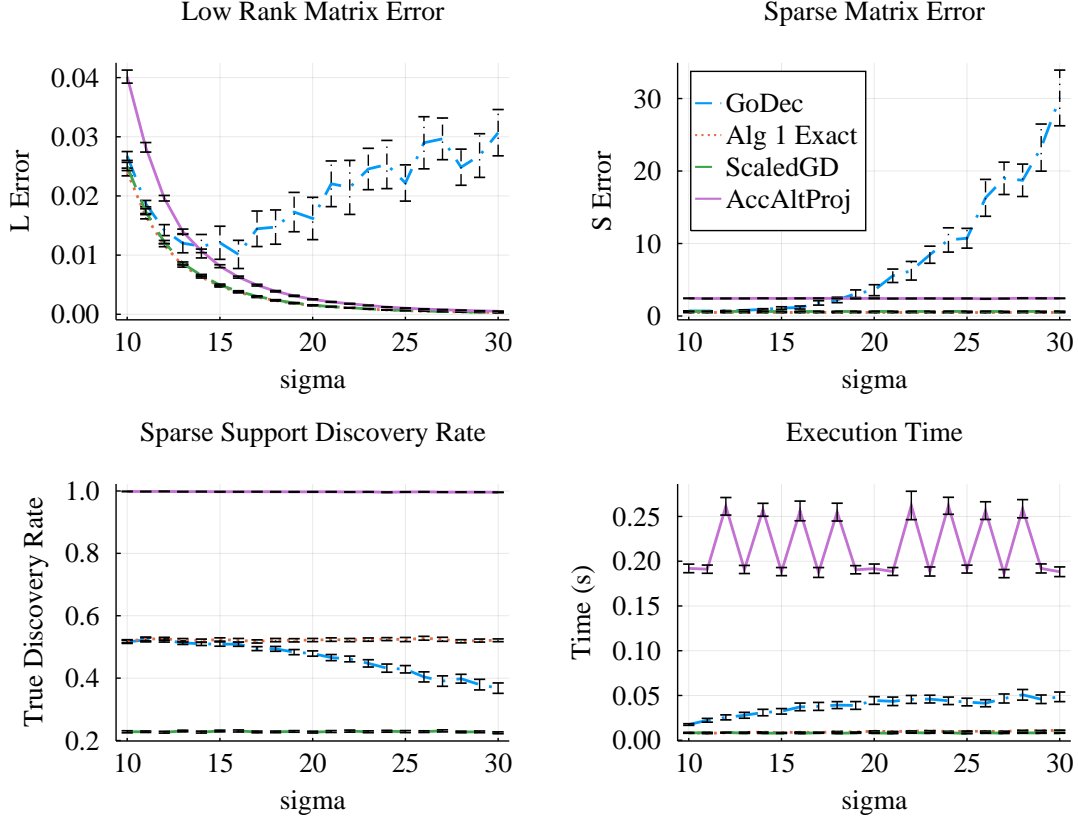 Low Rank Matrix Error
Sparse Matrix Error
L Error
0.04
0.03
0.02
0.01
0.00
10 15 20 25 30
sigma
S Error
30
20
10
0
10 15 20 25 30
sigma
GoDec
Alg 1 Exact
ScaledGD
AccAltProj
Sparse Support Discovery Rate
Execution Time
True Discovery Rate
1.0
0.8
0.6
0.4
0.2
10 15 20 25 30
sigma
Time (s)
0.25
0.20
0.15
0.10
0.05
0.00
10 15 20 25 30
sigma